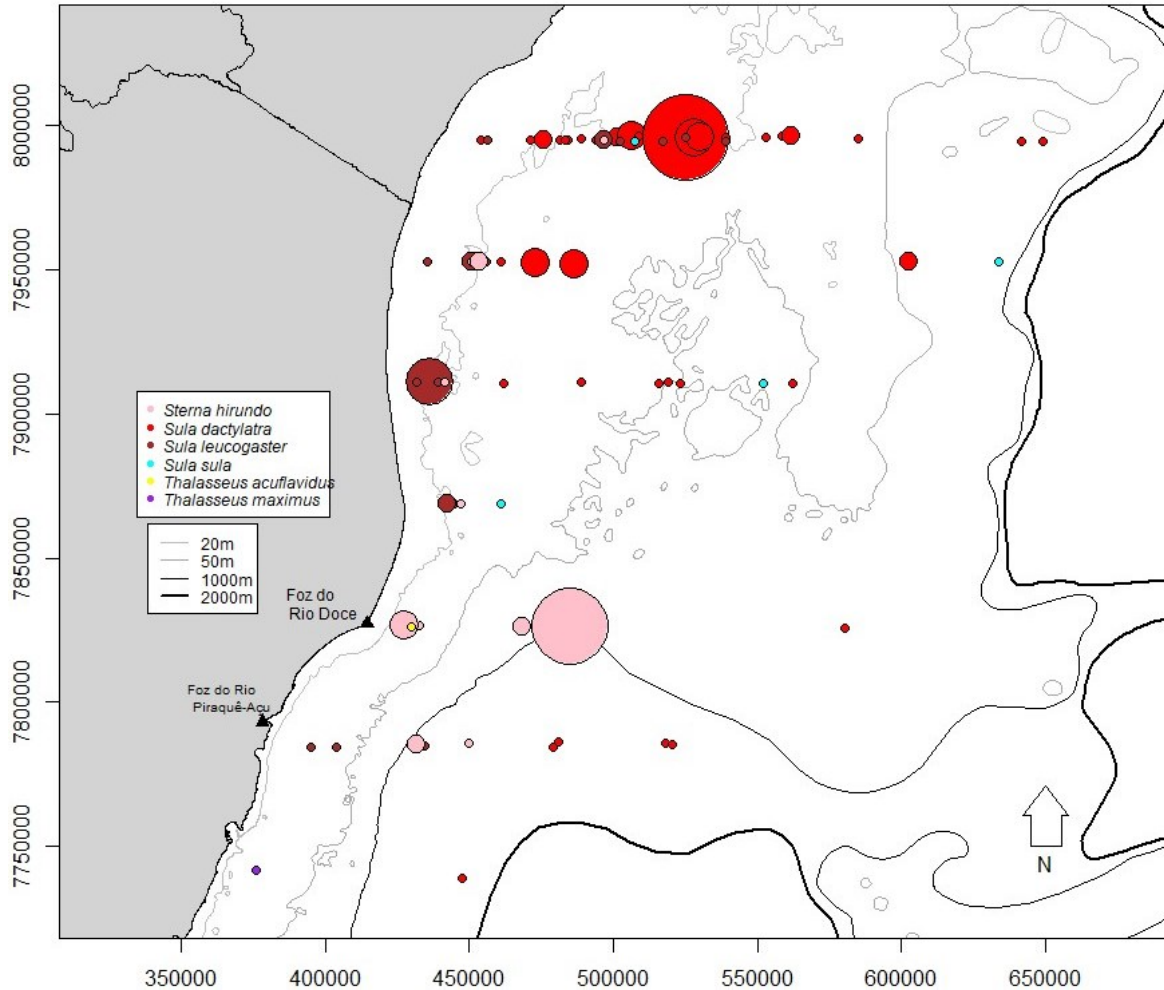 8000000
7950000
7900000
7850000
7800000
7750000
Sterna hirundo
Sula dactylatra
Sula leucogaster
Sula sula
Thalasseus acuflavidus
Thalasseus maximus
20m
50m
1000m
2000m
Foz do
Rio Doce
Foz do Rio
Piraquê-Açu
N
350000 400000 450000 500000 550000 600000 650000